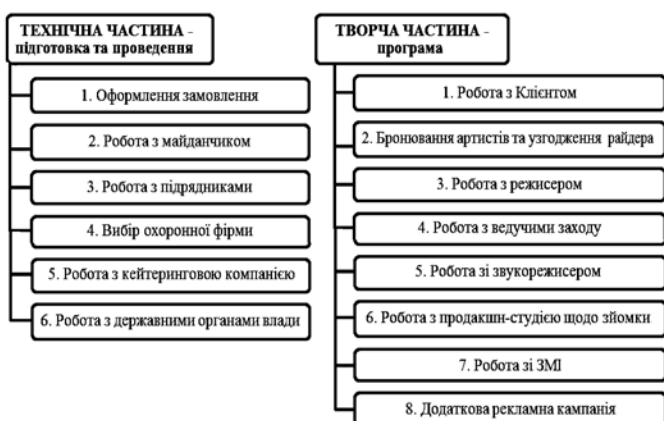 ТЕХНІЧНА ЧАСТИНА -
підготовка та проведення
1. Оформлення замовлення
2. Робота з майданчиком
3. Робота з підрядниками
4. Вибір охоронної фірми
5. Робота з кейтеринговою компанією
6. Робота з державними органами влади
ТВОРЧА ЧАСТИНА -
програма
1. Робота з Клієнтом
2. Бронювання артистів та узгодження райдера
3. Робота з режисером
4. Робота з ведучими заходу
5. Робота зі звукорежисером
6. Робота з продакшн-студією щодо зйомки
7. Робота зі ЗМІ
8. Додаткова рекламна кампанія